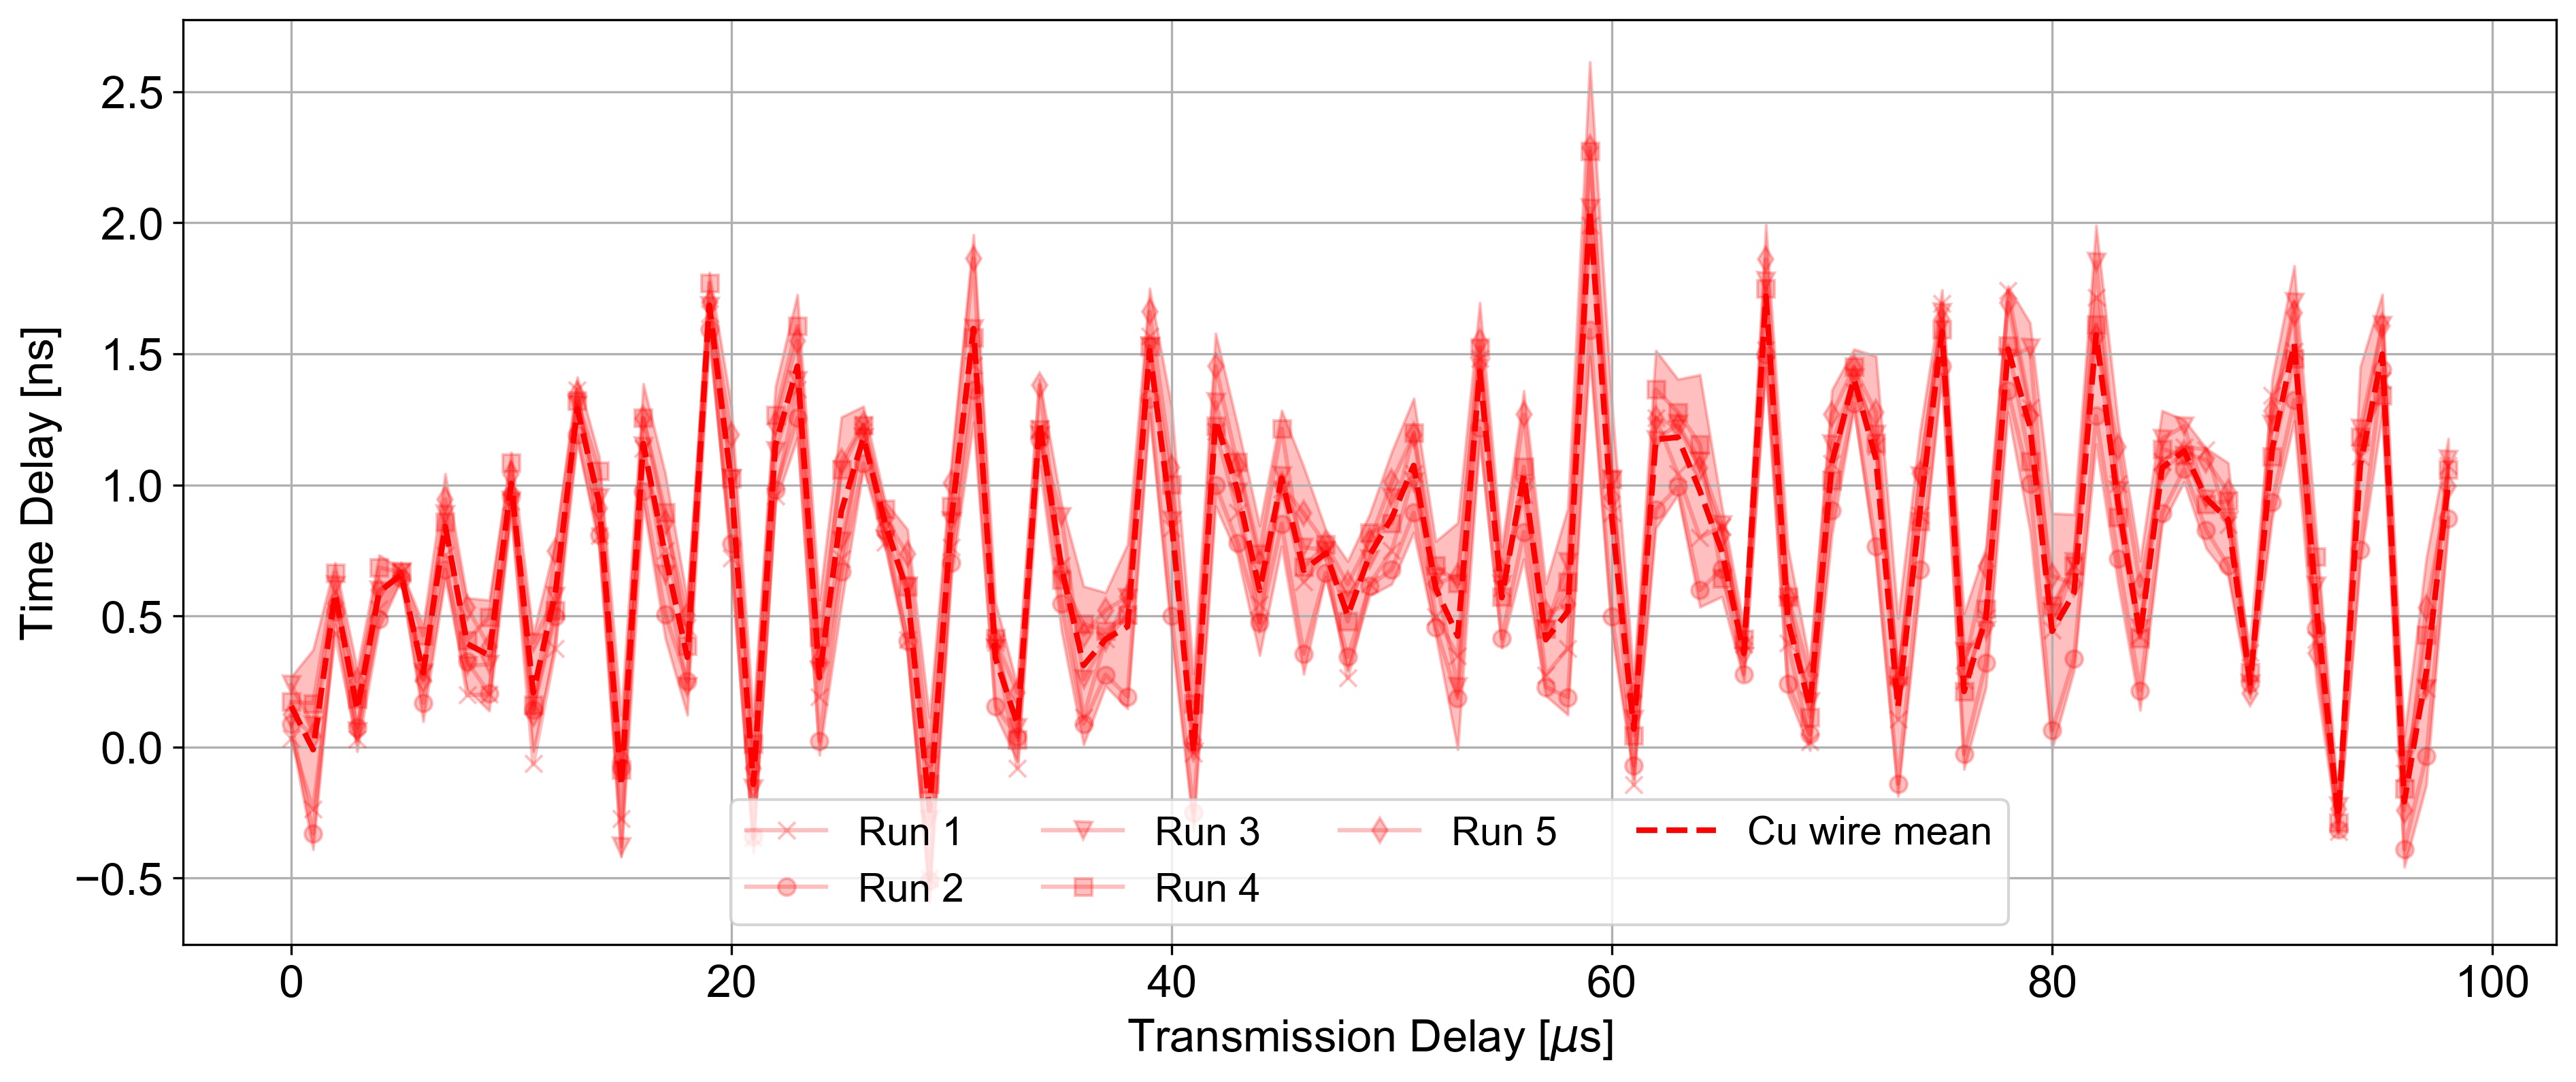 2.5
2.0
1.5
1.0
0.5
0.0
−0.5
Time Delay [ns]
Run 1
Run 2
Run 3
Run 4
Run 5
Cu wire mean
0 20 40 60 80 100
Transmission Delay [μs]